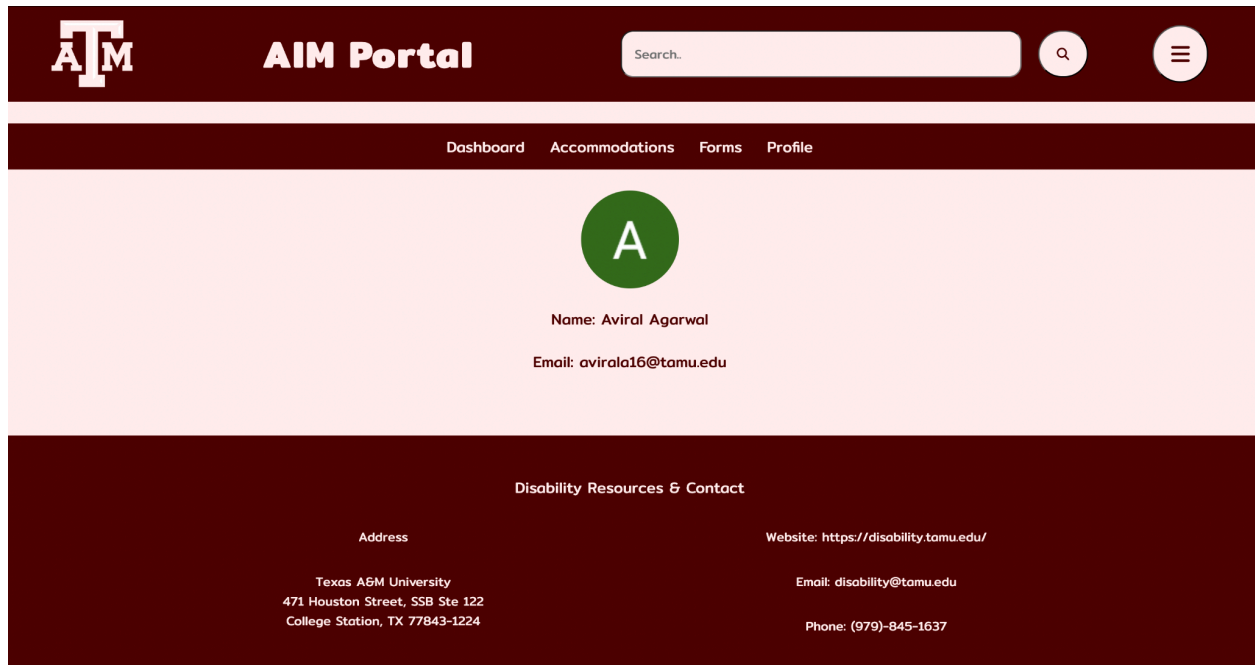 ATM
AIM Portal
Search..
Dashboard Accommodations Forms Profile
A
Name: Aviral Agarwal
Email: avirala16@tamu.edu
Disability Resources & Contact
Address
Texas A&M University
471 Houston Street, SSB Ste 122
College Station, TX 77843-1224
Website: https://disability.tamu.edu/
Email: disability@tamu.edu
Phone: (979)-845-1637